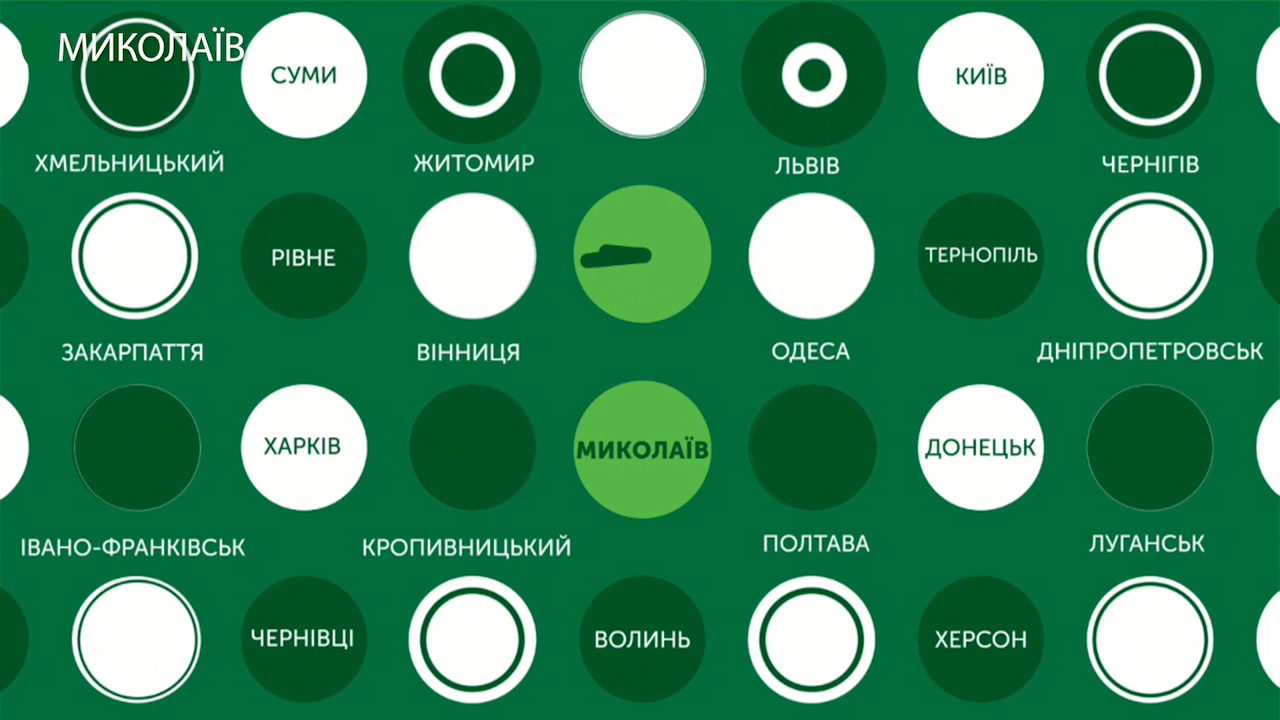 МИКОЛАЇВ
СУМИ
КИЇВ
ХМЕЛЬНИЦЬКИЙ
ЖИТОМИР
ЛЬВІВ
ЧЕРНІГІВ
РІВНЕ
ТЕРНОПІЛЬ
ЗАКАРПАТТЯ
ВІННИЦЯ
ОДЕСА
ДНІПРОПЕТРОВСЬК
ХАРКІВ
МИКОЛАЇВ
ДОНЕЦЬК
ІВАНО-ФРАНКІВСЬК
КРОПИВНИЦЬКИЙ
ПОЛТАВА
ЛУГАНСЬК
ЧЕРНІВЦІ
ВОЛИНЬ
ХЕРСОН